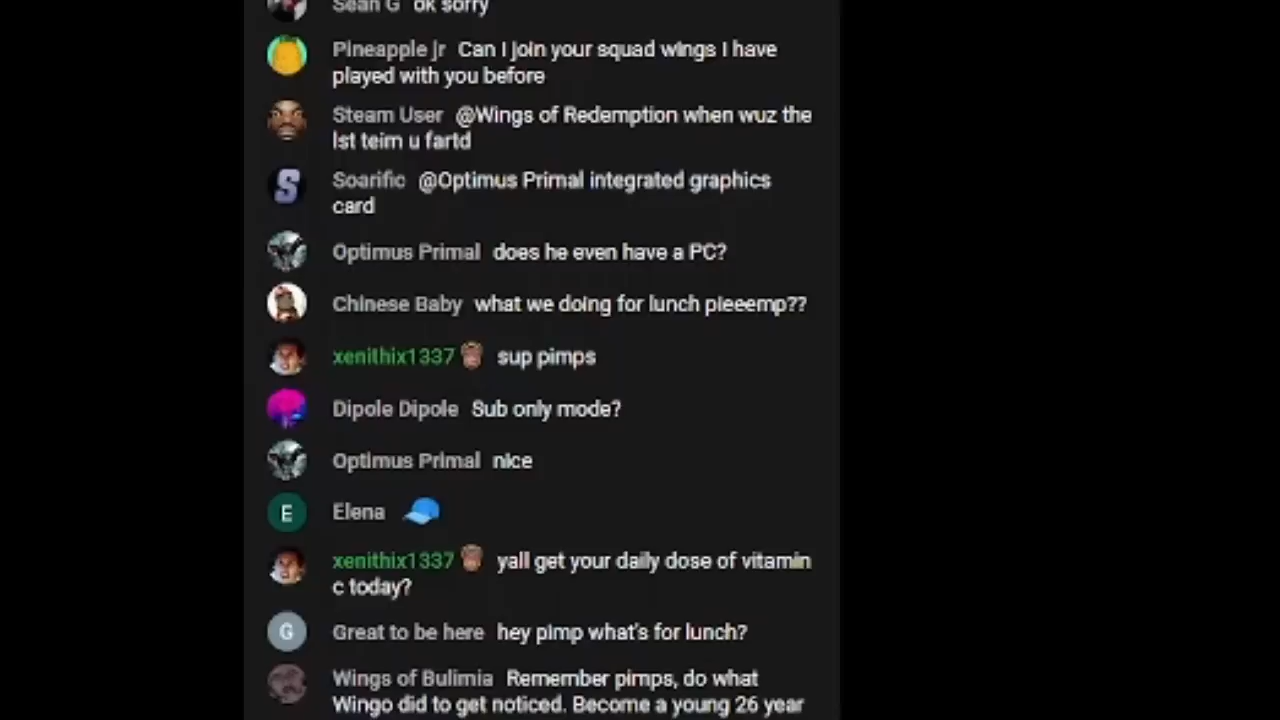 Sean G ok sorry
Pineapple jr Can I join your squad wings I have
played with you before
Steam User @Wings of Redemption when wuz the
lst teim u fartd
S
Soarific @Optimus Primal integrated graphics
card
Optimus Primal does he even have a PC?
Chinese Baby what we doing for lunch pieeemp??
xenithix1337 sup pimps
Dipole Dipole Sub only mode?
Optimus Primal nice
E
Elena 🧢
xenithix1337 yall get your daily dose of vitamin
c today?
G
Great to be here hey pimp what's for lunch?
Wings of Bulimia Remember pimps, do what
Wingo did to get noticed. Become a young 26 year